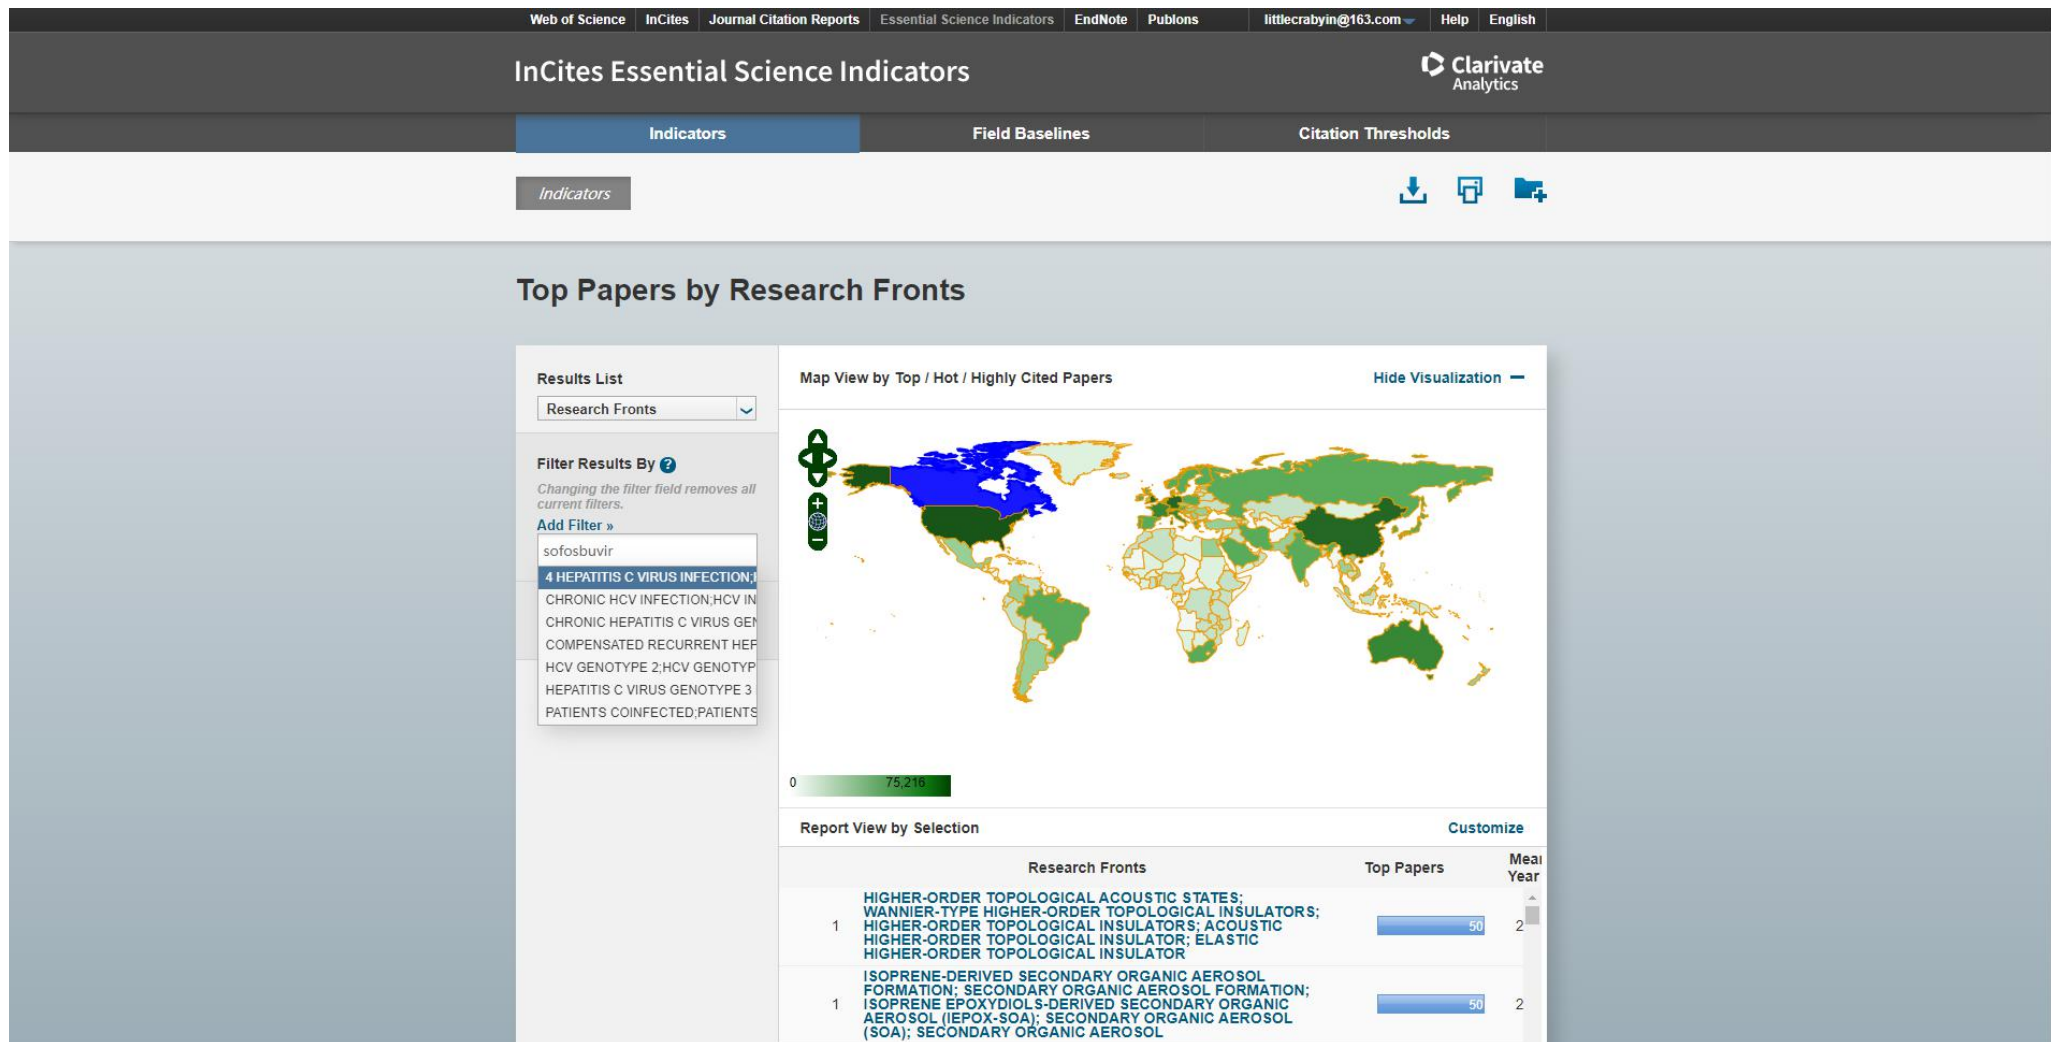 Web of Science InCites Journal Citation Reports Essential Science Indicators EndNote Publons littlecrabyin@163.com Help English
InCites Essential Science Indicators
Clarivate
Analytics
Indicators Field Baselines Citation Thresholds
Indicators
Top Papers by Research Fronts
Results List
Research Fronts
Filter Results By ?
Changing the filter field removes all
current filters.
Add Filter »
sofosbuvir
4 HEPATITIS C VIRUS INFECTION;
CHRONIC HCV INFECTION;HCV IN
CHRONIC HEPATITIS C VIRUS GEN
COMPENSATED RECURRENT HEP
HCV GENOTYPE 2;HCV GENOTYP
HEPATITIS C VIRUS GENOTYPE 3
PATIENTS COINFECTED;PATIENTS
Map View by Top / Hot / Highly Cited Papers
Hide Visualization
0 75,216
Report View by Selection
Customize
Research Fronts Top Papers Mean
Year
1
HIGHER-ORDER TOPOLOGICAL ACOUSTIC STATES;
WANNIER-TYPE HIGHER-ORDER TOPOLOGICAL INSULATORS;
HIGHER-ORDER TOPOLOGICAL INSULATORS; ACOUSTIC
HIGHER-ORDER TOPOLOGICAL INSULATOR; ELASTIC
HIGHER-ORDER TOPOLOGICAL INSULATOR
50 2
1
ISOPRENE-DERIVED SECONDARY ORGANIC AEROSOL
FORMATION; SECONDARY ORGANIC AEROSOL FORMATION;
ISOPRENE EPOXYDIOLS-DERIVED SECONDARY ORGANIC
AEROSOL (IEPOX-SOA); SECONDARY ORGANIC AEROSOL
(SOA); SECONDARY ORGANIC AEROSOL
50 2